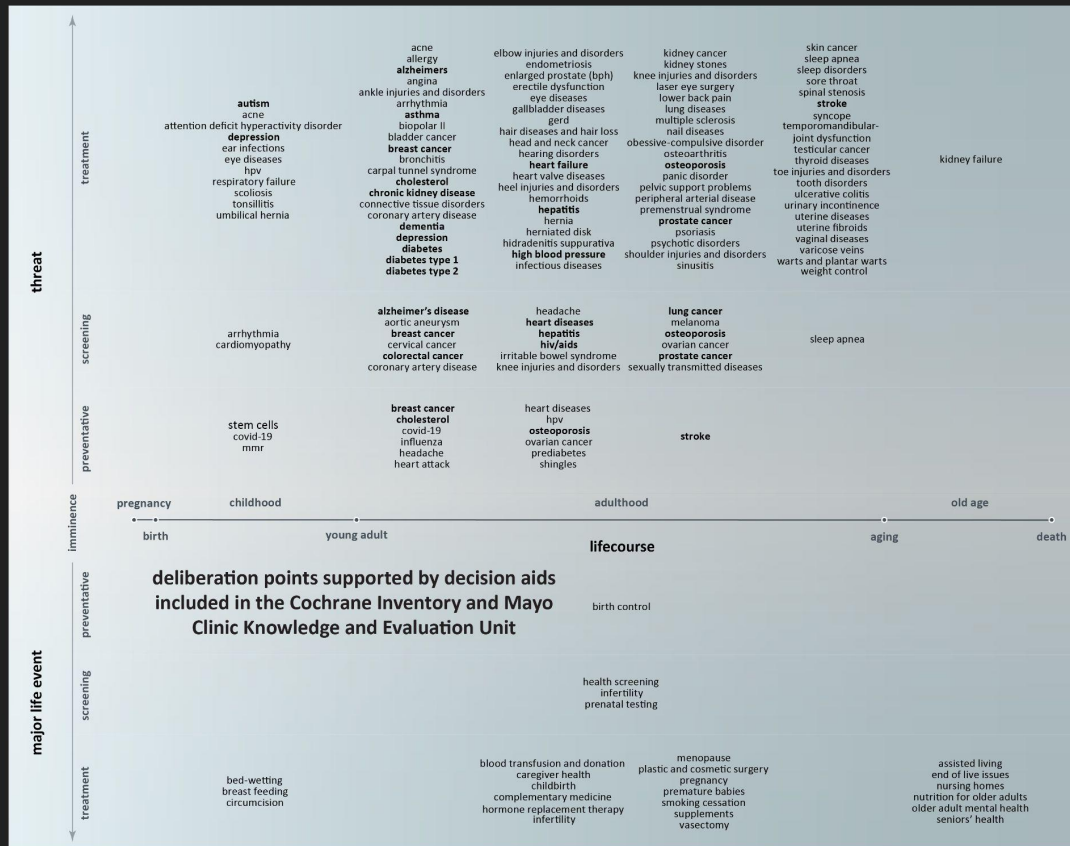 threat
treatment
autism
acne
attention deficit hyperactivity disorder
depression
ear infections
eye diseases
hpv
respiratory failure
scoliosis
tonsillitis
umbilical hernia
acne
allergy
alzheimers
angina
ankle injuries and disorders
arrhythmia
asthma
biopolar II
bladder cancer
breast cancer
bronchitis
carpal tunnel syndrome
cholesterol
chronic kidney disease
connective tissue disorders
coronary artery disease
dementia
depression
diabetes
diabetes type 1
diabetes type 2
elbow injuries and disorders
endometriosis
enlarged prostate (bph)
erectile dysfunction
eye diseases
gallbladder diseases
gerd
hair diseases and hair loss
head and neck cancer
hearing disorders
heart failure
heart valve diseases
heel injuries and disorders
hemorrhoids
hepatitis
hernia
herniated disk
hidradenitis suppurativa
high blood pressure
infectious diseases
kidney cancer
kidney stones
knee injuries and disorders
laser eye surgery
lower back pain
lung diseases
multiple sclerosis
nail diseases
obessive-compulsive disorder
osteoarthritis
osteoporosis
panic disorder
pelvic support problems
peripheral arterial disease
premenstrual syndrome
prostate cancer
psoriasis
psychotic disorders
shoulder injuries and disorders
sinusitis
skin cancer
sleep apnea
sleep disorders
sore throat
spinal stenosis
stroke
syncope
temporomandibular-
joint dysfunction
testicular cancer
thyroid diseases
toe injuries and disorders
tooth disorders
ulcerative colitis
urinary incontinence
uterine diseases
uterine fibroids
vaginal diseases
varicose veins
warts and plantar warts
weight control
kidney failure
screening
arrhythmia
cardiomyopathy
alzheimer's disease
aortic aneurysm
breast cancer
cervical cancer
colorectal cancer
coronary artery disease
headache
heart diseases
hepatitis
hiv/aids
irritable bowel syndrome
knee injuries and disorders
lung cancer
melanoma
osteoporosis
ovarian cancer
prostate cancer
sexually transmitted diseases
sleep apnea
preventative
stem cells
covid-19
mmr
breast cancer
cholesterol
covid-19
influenza
headache
heart attack
heart diseases
hpv
osteoporosis
ovarian cancer
prediabetes
shingles
stroke
imminence
pregnancy
childhood
adulthood
old age
birth
young adult
aging
death
lifecourse
deliberation points supported by decision aids
included in the Cochrane Inventory and Mayo
Clinic Knowledge and Evaluation Unit
major life event
preventative
birth control
screening
health screening
infertility
prenatal testing
treatment
bed-wetting
breast feeding
circumcision
blood transfusion and donation
caregiver health
childbirth
complementary medicine
hormone replacement therapy
infertility
menopause
plastic and cosmetic surgery
pregnancy
premature babies
smoking cessation
supplements
vasectomy
assisted living
end of live issues
nursing homes
nutrition for older adults
older adult mental health
seniors' health